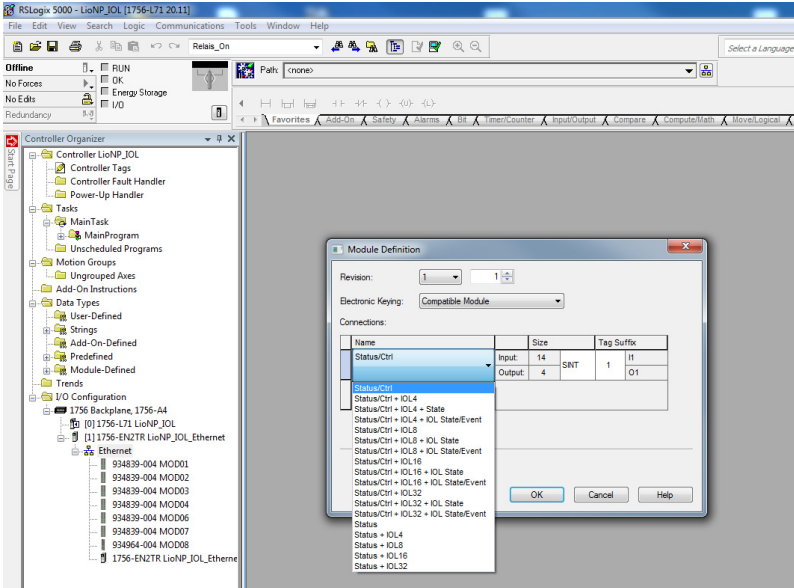 RSLogix 5000 - LioNP_IOL [1756-L71 20.11]
File Edit View Search Logic Communications Tools Window Help
Relais_On
Select a Language
Offline
RUN
No Forces
OK
Energy Storage
No Edits
I/O
Redundancy
Path: <none>
Favorites Add-On Safety Alarms Bit Timer/Counter Input/Output Compare Compute/Math Move/Logical
Start Page
Controller Organizer
Controller LioNP_IOL
Controller Tags
Controller Fault Handler
Power-Up Handler
Tasks
MainTask
MainProgram
Unscheduled Programs
Motion Groups
Ungrouped Axes
Add-On Instructions
Data Types
User-Defined
Strings
Add-On-Defined
Predefined
Module-Defined
Trends
I/O Configuration
1756 Backplane, 1756-A4
[0] 1756-L71 LioNP_IOL
[1] 1756-EN2TR LioNP_IOL_Ethernet
Ethernet
934839-004 MOD01
934839-004 MOD02
934839-004 MOD03
934839-004 MOD04
934839-004 MOD06
934839-004 MOD07
934964-004 MOD08
1756-EN2TR LioNP_IOL_Etherne
Module Definition
Revision: 1 1
Electronic Keying: Compatible Module
Connections:
Name Size Tag Suffix
Status/Ctrl Input: 14 SINT 1 I1
Output: 4 O1
Status/Ctrl
Status/Ctrl + IOL4
Status/Ctrl + IOL4 + State
Status/Ctrl + IOL4 + IOL State/Event
Status/Ctrl + IOL8
Status/Ctrl + IOL8 + IOL State
Status/Ctrl + IOL8 + IOL State/Event
Status/Ctrl + IOL16
Status/Ctrl + IOL16 + IOL State
Status/Ctrl + IOL16 + IOL State/Event
Status/Ctrl + IOL32
Status/Ctrl + IOL32 + IOL State
Status/Ctrl + IOL32 + IOL State/Event
Status
Status + IOL4
Status + IOL8
Status + IOL16
Status + IOL32
OK Cancel Help